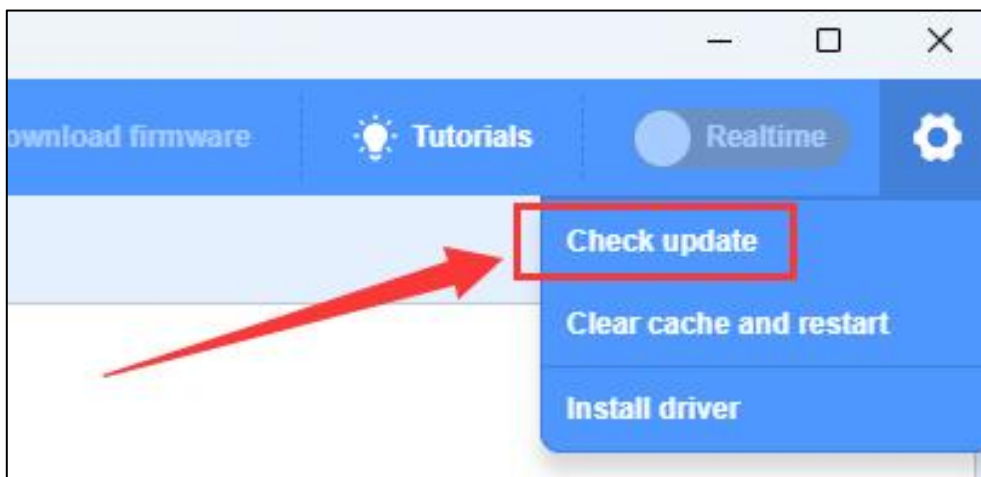 ownload firmware
Tutorials
Realtime
Check update
Clear cache and restart
Install driver